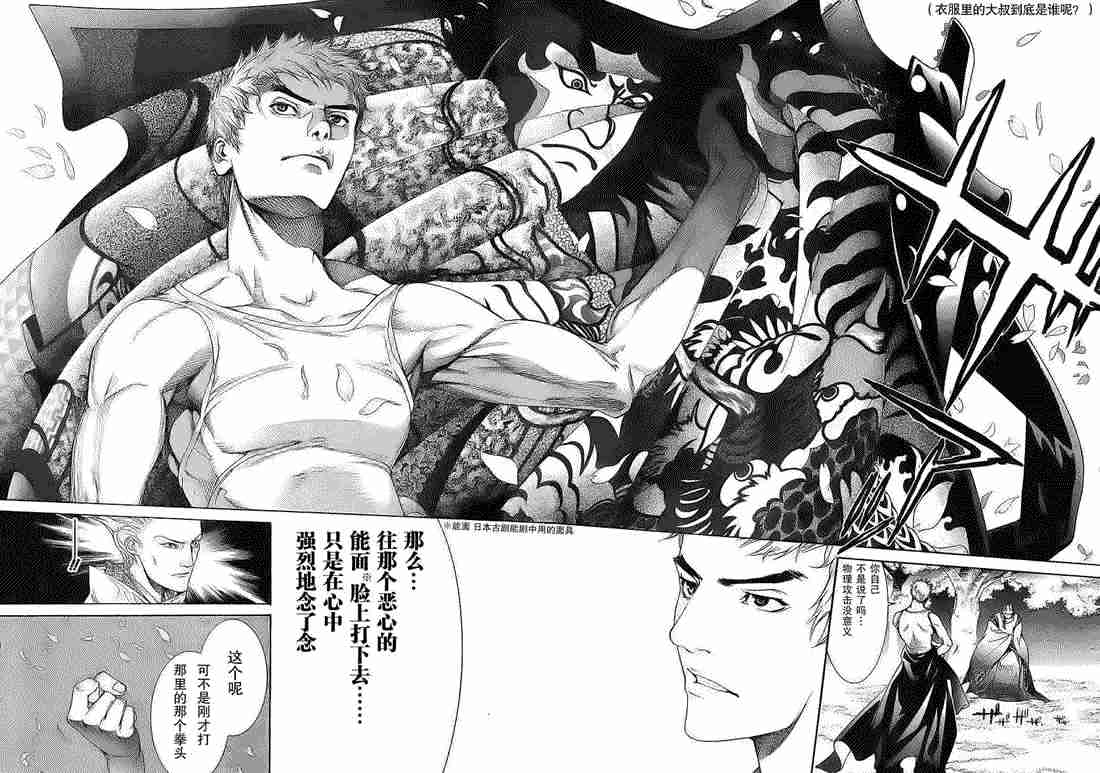 (衣服里的大叔到底是谁呢?)
你自己
不是说了吗…
物理攻击没意义
※能面 日本古剧能剧中用的面具
那么…
往那个恶心的
能面※脸上打下去……
只是在心中
强烈地念了念
这个呢
可不是刚才打
那里的那个拳头